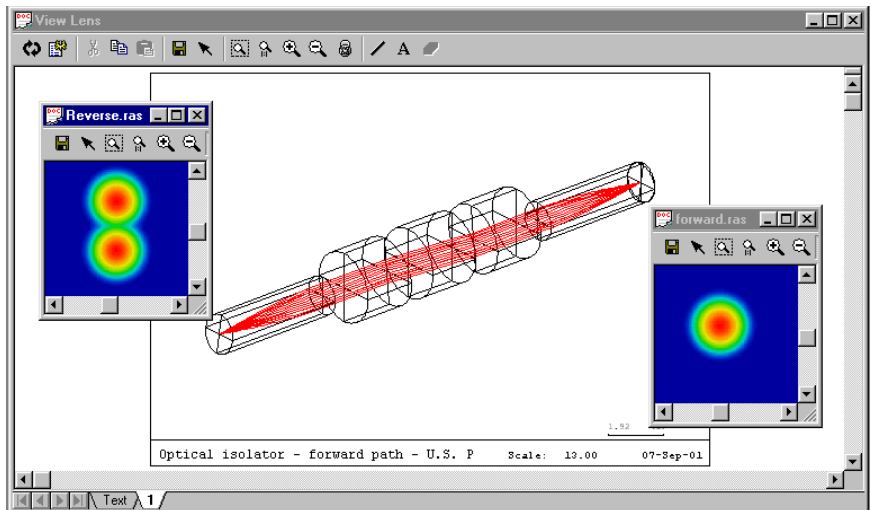 View Lens
A
Reverse.ras
forward.ras
1.92
Optical isolator - forward path - U.S. P Scale: 13.00 07-Sep-01
Text 1